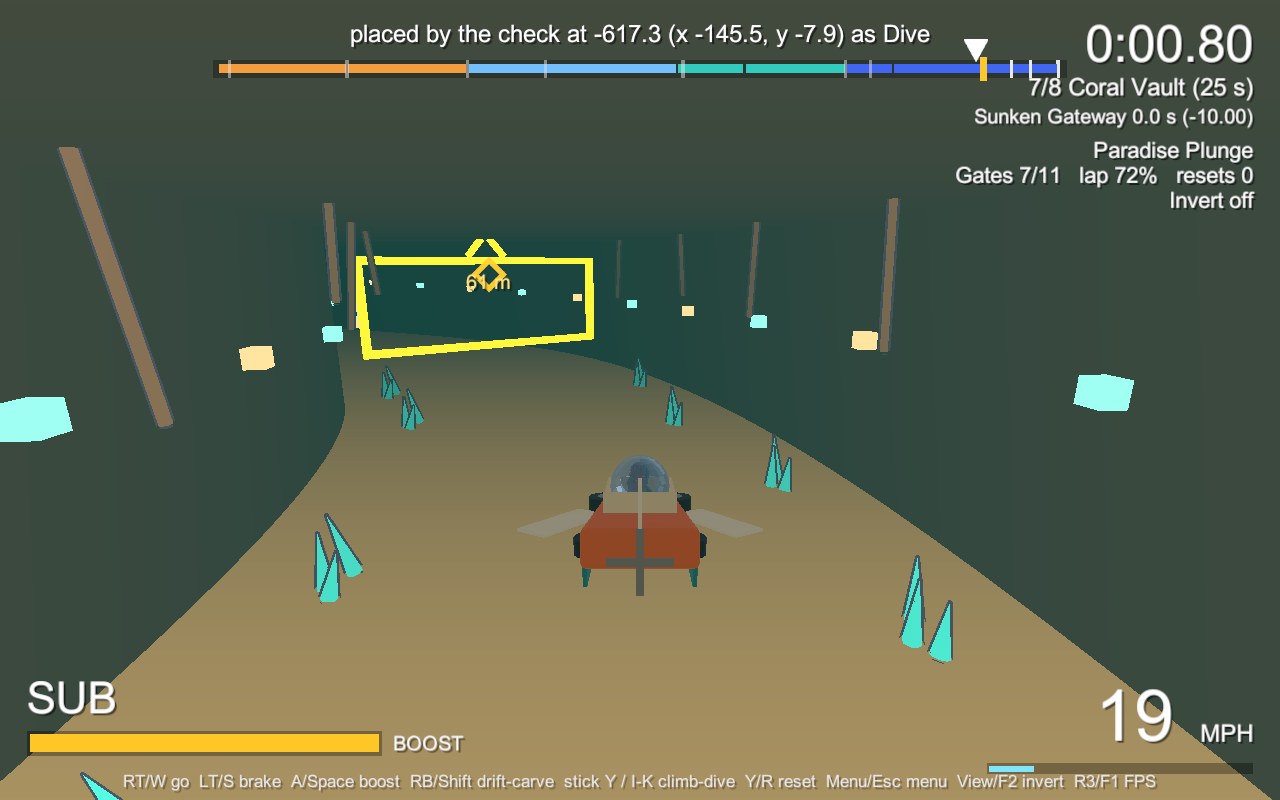 placed by the check at -617.3 (x -145.5, y -7.9) as Dive
0:00.80
7/8 Coral Vault (25 s)
Sunken Gateway 0.0 s (-10.00)
Paradise Plunge
Gates 7/11 lap 72% resets 0
Invert off
61 m
SUB
BOOST
19 MPH
RT/W go LT/S brake A/Space boost RB/Shift drift-carve stick Y / I-K climb-dive Y/R reset Menu/Esc menu View/F2 invert R3/F1 FPS